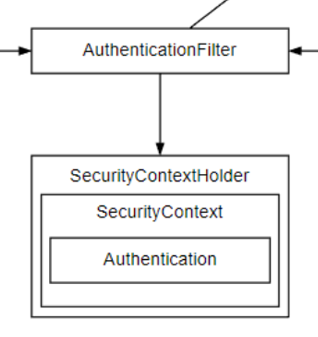 AuthenticationFilter
SecurityContextHolder
SecurityContext
Authentication